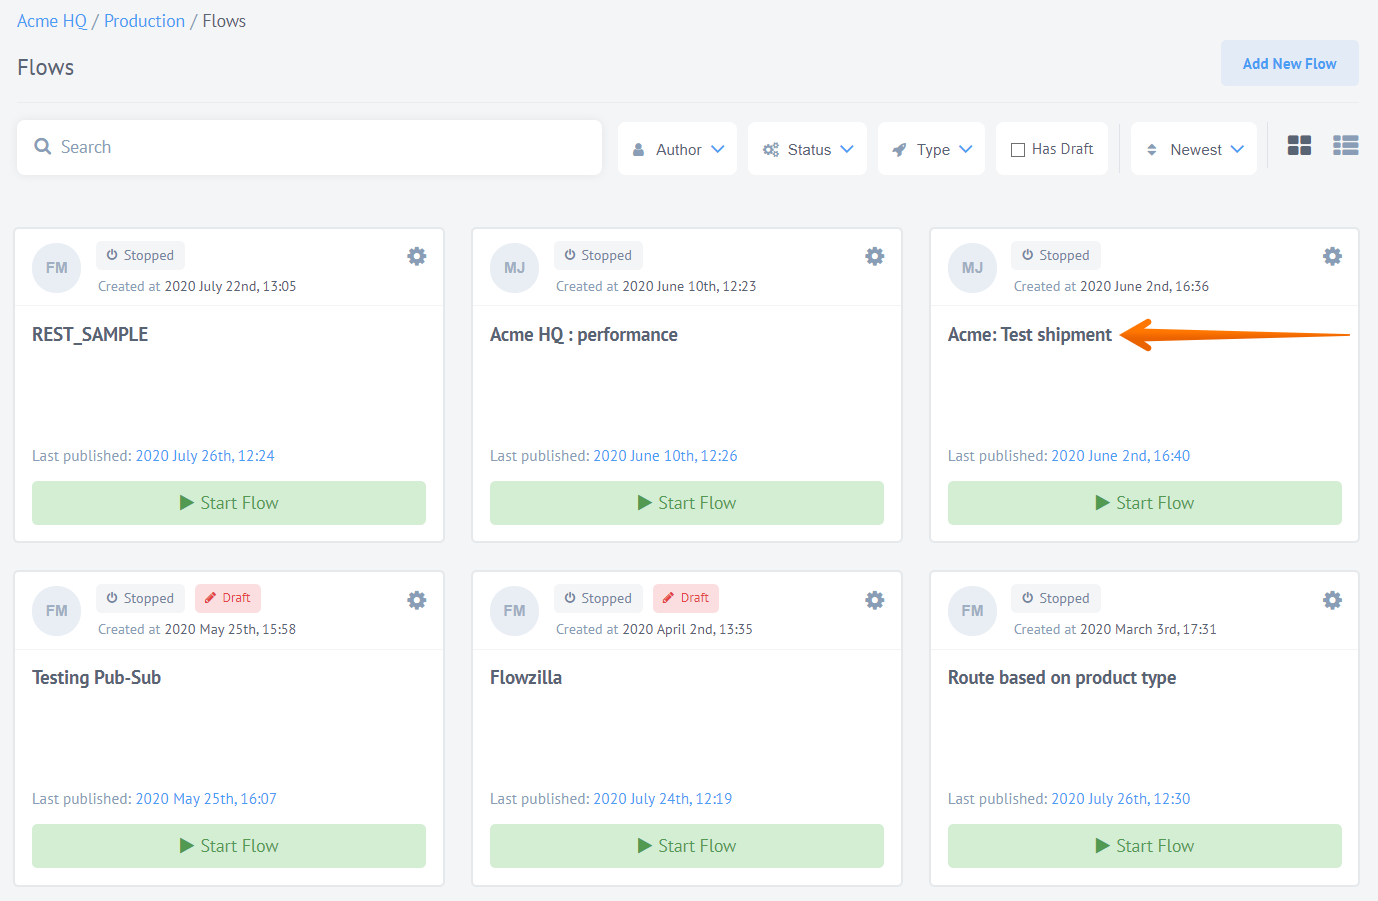 Acme HQ / Production / Flows
Flows
Add New Flow
Search
Author
Status
Type
Has Draft
Newest
FM
Stopped
Created at 2020 July 22nd, 13:05
REST_SAMPLE
Last published: 2020 July 26th, 12:24
Start Flow
MJ
Stopped
Created at 2020 June 10th, 12:23
Acme HQ : performance
Last published: 2020 June 10th, 12:26
Start Flow
MJ
Stopped
Created at 2020 June 2nd, 16:36
Acme: Test shipment
Last published: 2020 June 2nd, 16:40
Start Flow
FM
Stopped
Draft
Created at 2020 May 25th, 15:58
Testing Pub-Sub
Last published: 2020 May 25th, 16:07
Start Flow
FM
Stopped
Draft
Created at 2020 April 2nd, 13:35
Flowzilla
Last published: 2020 July 24th, 12:19
Start Flow
FM
Stopped
Created at 2020 March 3rd, 17:31
Route based on product type
Last published: 2020 July 26th, 12:30
Start Flow